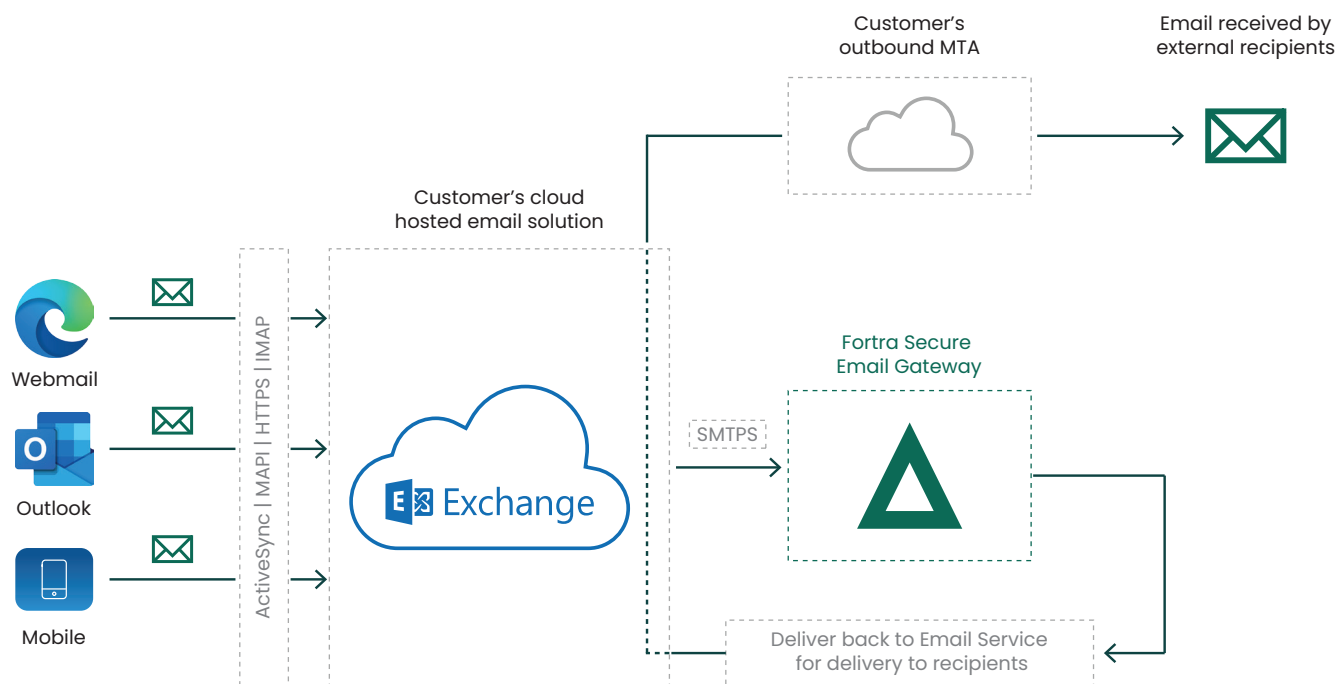 Customer’s
outbound MTA
Email received by
external recipients
Customer’s cloud
hosted email solution
Webmail
Outlook
Mobile
ActiveSync | MAPI | HTTPS | IMAP
O
E
Exchange
SMTPS
Fortra Secure
Email Gateway
Deliver back to Email Service
for delivery to recipients